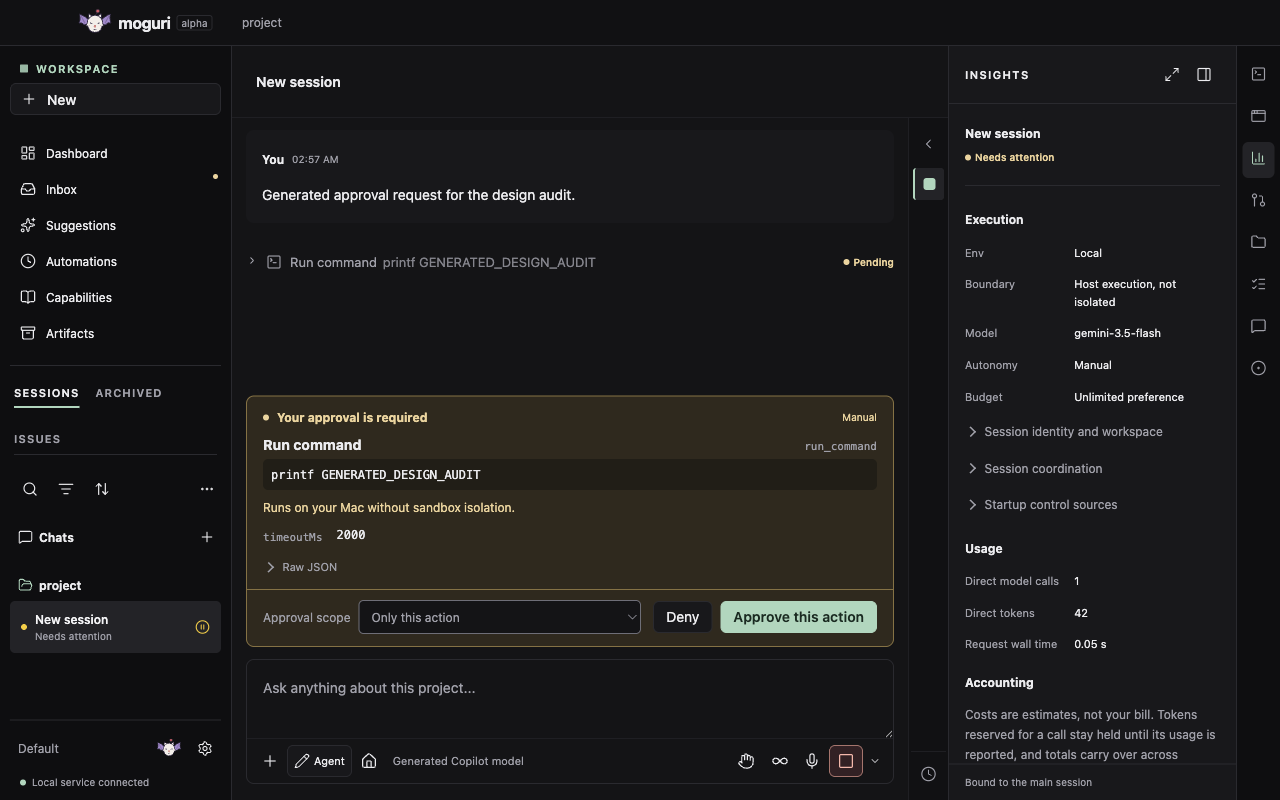 moguri alpha project
WORKSPACE
New
Dashboard
Inbox
Suggestions
Automations
Capabilities
Artifacts
SESSIONS ARCHIVED
ISSUES
Chats
project
New session
Needs attention
Default
Local service connected
New session
You 02:57 AM
Generated approval request for the design audit.
Run command printf GENERATED_DESIGN_AUDIT Pending
Your approval is required Manual
Run command run_command
printf GENERATED_DESIGN_AUDIT
Runs on your Mac without sandbox isolation.
timeoutMs 2000
Raw JSON
Approval scope Only this action Deny Approve this action
Ask anything about this project...
Agent Generated Copilot model
INSIGHTS
New session
Needs attention
Execution
Env Local
Boundary Host execution, not
isolated
Model gemini-3.5-flash
Autonomy Manual
Budget Unlimited preference
Session identity and workspace
Session coordination
Startup control sources
Usage
Direct model calls 1
Direct tokens 42
Request wall time 0.05 s
Accounting
Costs are estimates, not your bill. Tokens
reserved for a call stay held until its usage is
reported, and totals carry over across
Bound to the main session